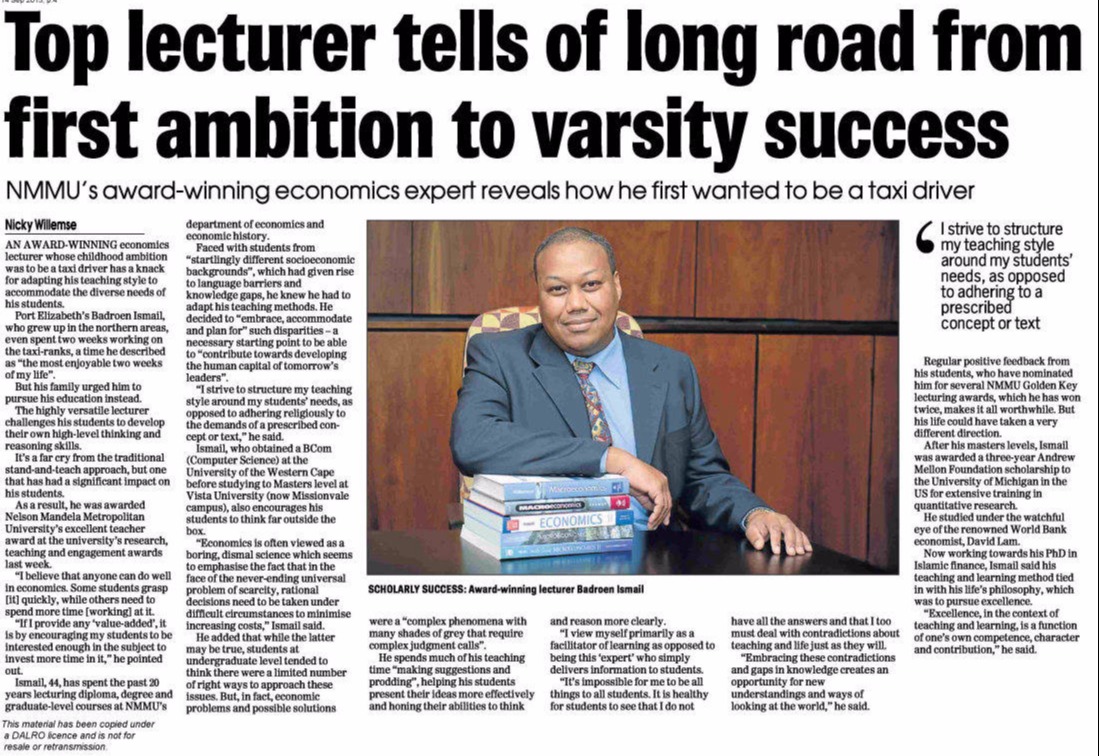 14 Sep 2013, p.4
Top lecturer tells of long road from
first ambition to varsity success
NMMU's award-winning economics expert reveals how he first wanted to be a taxi driver
Nicky Willemse
AN AWARD-WINNING economics
lecturer whose childhood ambition
was to be a taxi driver has a knack
for adapting his teaching style to
accommodate the diverse needs of
his students.
Port Elizabeth's Badroen Ismail,
who grew up in the northern areas,
even spent two weeks working on
the taxi-ranks, a time he described
as "the most enjoyable two weeks
of my life".
But his family urged him to
pursue his education instead.
The highly versatile lecturer
challenges his students to develop
their own high-level thinking and
reasoning skills.
It's a far cry from the traditional
stand-and-teach approach, but one
that has had a significant impact on
his students.
As a result, he was awarded
Nelson Mandela Metropolitan
University's excellent teacher
award at the university's research,
teaching and engagement awards
last week.
"I believe that anyone can do well
in economics. Some students grasp
[it] quickly, while others need to
spend more time [working] at it.
"If I provide any 'value-added', it
is by encouraging my students to be
interested enough in the subject to
invest more time in it," he pointed
out.
Ismail, 44, has spent the past 20
years lecturing diploma, degree and
graduate-level courses at NMMU's
department of economics and
economic history.
Faced with students from
"startlingly different socioeconomic
backgrounds", which had given rise
to language barriers and
knowledge gaps, he knew he had to
adapt his teaching methods. He
decided to "embrace, accommodate
and plan for" such disparities – a
necessary starting point to be able
to "contribute towards developing
the human capital of tomorrow's
leaders".
"I strive to structure my teaching
style around my students' needs, as
opposed to adhering religiously to
the demands of a prescribed con-
cept or text," he said.
Ismail, who obtained a BCom
(Computer Science) at the
University of the Western Cape
before studying to Masters level at
Vista University (now Missionvale
campus), also encourages his
students to think far outside the
box.
"Economics is often viewed as a
boring, dismal science which seems
to emphasise the fact that in the
face of the never-ending universal
problem of scarcity, rational
decisions need to be taken under
difficult circumstances to minimise
increasing costs," Ismail said.
He added that while the latter
may be true, students at
undergraduate level tended to
think there were a limited number
of right ways to approach these
issues. But, in fact, economic
problems and possible solutions
Macroeconomics
MACROeconomics
ECONOMICS
MICROECONOMICS
SCHOLARLY SUCCESS: Award-winning lecturer Badroen Ismail
were a "complex phenomena with
many shades of grey that require
complex judgment calls".
He spends much of his teaching
time "making suggestions and
prodding", helping his students
present their ideas more effectively
and honing their abilities to think
and reason more clearly.
"I view myself primarily as a
facilitator of learning as opposed to
being this 'expert' who simply
delivers information to students.
"It's impossible for me to be all
things to all students. It is healthy
for students to see that I do not
have all the answers and that I too
must deal with contradictions about
teaching and life just as they will.
"Embracing these contradictions
and gaps in knowledge creates an
opportunity for new
understandings and ways of
looking at the world," he said.
‘ I strive to structure
my teaching style
around my students'
needs, as opposed
to adhering to a
prescribed
concept or text
Regular positive feedback from
his students, who have nominated
him for several NMMU Golden Key
lecturing awards, which he has won
twice, makes it all worthwhile. But
his life could have taken a very
different direction.
After his masters levels, Ismail
was awarded a three-year Andrew
Mellon Foundation scholarship to
the University of Michigan in the
US for extensive training in
quantitative research.
He studied under the watchful
eye of the renowned World Bank
economist, David Lam.
Now working towards his PhD in
Islamic finance, Ismail said his
teaching and learning method tied
in with his life's philosophy, which
was to pursue excellence.
"Excellence, in the context of
teaching and learning, is a function
of one's own competence, character
and contribution," he said.
This material has been copied under
a DALRO licence and is not for
resale or retransmission.